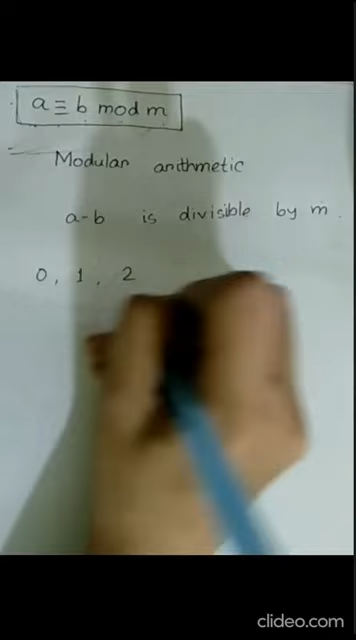 a ≡ b mod m
Modular arithmetic
a-b is divisible by m.
0, 1, 2
clideo.com